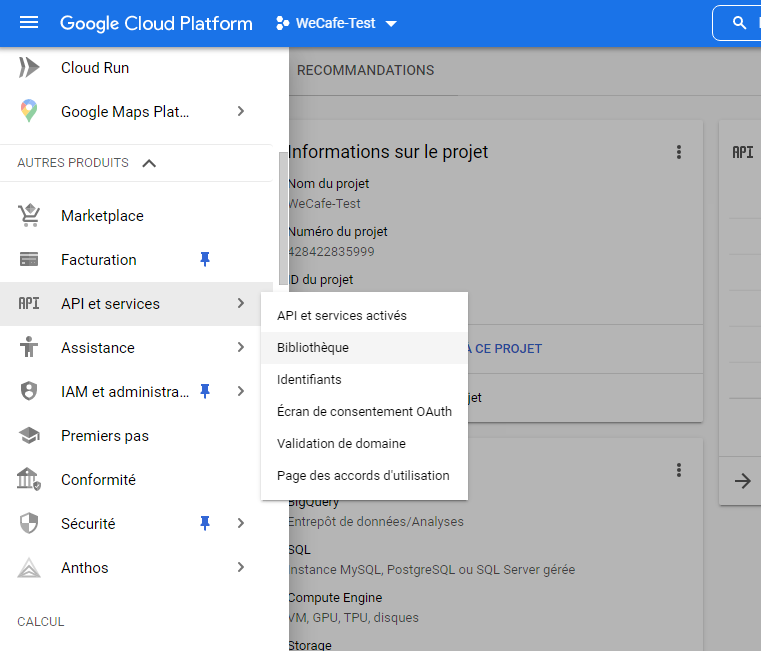 Google Cloud Platform
WeCafe-Test
Cloud Run
Google Maps Plat...
AUTRES PRODUITS
Marketplace
Facturation
API API et services
Assistance
IAM et administra...
Premiers pas
Conformité
Sécurité
Anthos
CALCUL
API et services activés
Bibliothèque
Identifiants
Écran de consentement OAuth
Validation de domaine
Page des accords d'utilisation
RECOMMANDATIONS
Informations sur le projet
Nom du projet
WeCafe-Test
Numéro du projet
428422835999
ID du projet
À CE PROJET
jet
BigQuery
Entrepôt de données/Analyses
SQL
Instance MySQL, PostgreSQL ou SQL Server gérée
Compute Engine
VM, GPU, TPU, disques
Storage
API